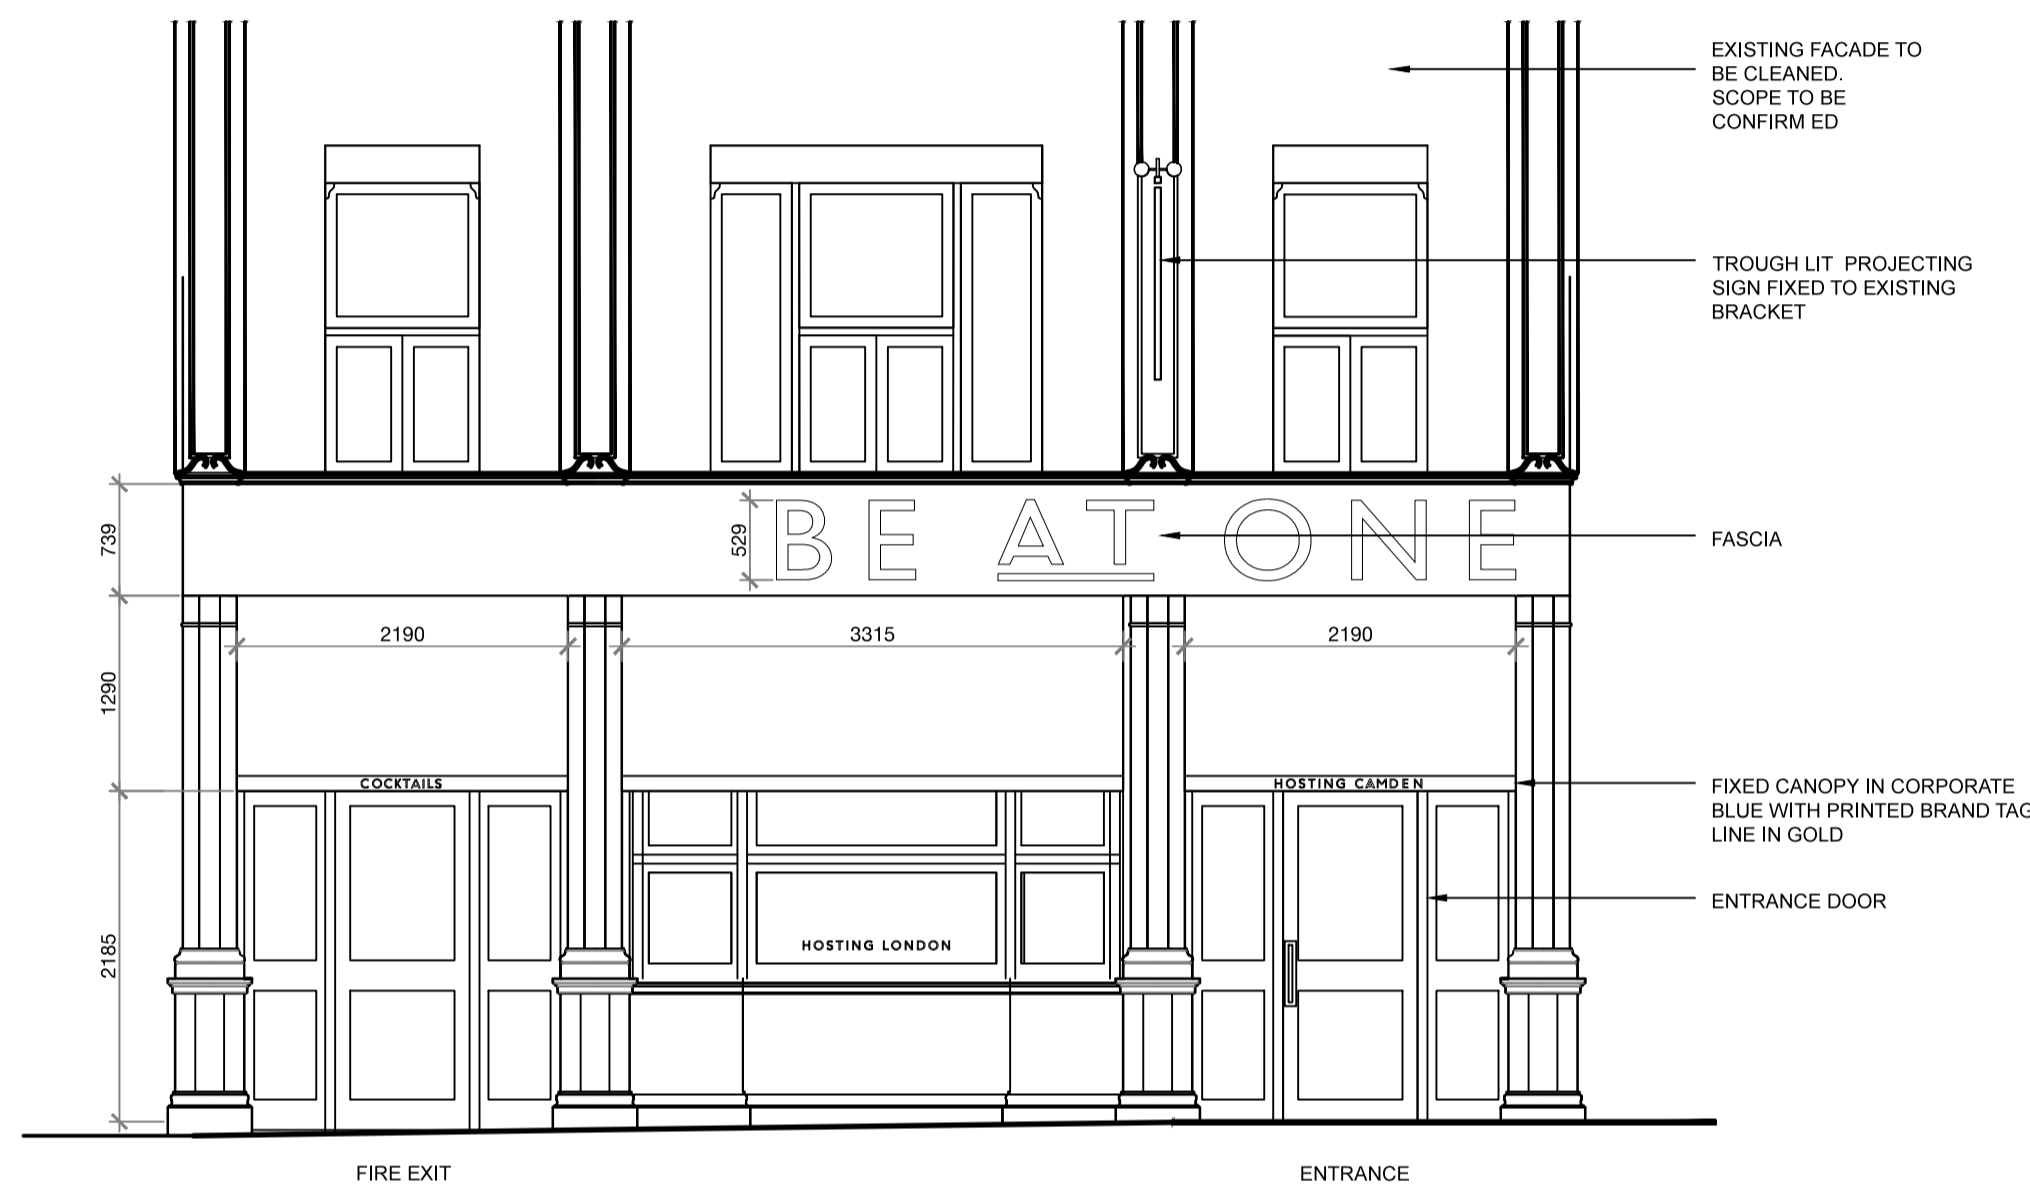 EXISTING FACADE TO
BE CLEANED.
SCOPE TO BE
CONFIRM ED
TROUGH LIT PROJECTING
SIGN FIXED TO EXISTING
BRACKET
739
529
BE AT ONE
FASCIA
2190
3315
2190
1290
COCKTAILS
HOSTING CAMDEN
FIXED CANOPY IN CORPORATE
BLUE WITH PRINTED BRAND TAG
LINE IN GOLD
ENTRANCE DOOR
2185
HOSTING LONDON
FIRE EXIT
ENTRANCE